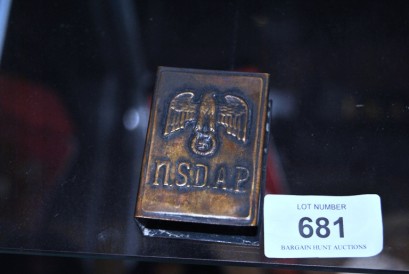 N.S.D.A.P.
LOT NUMBER
681
BARGAIN HUNT AUCTIONS